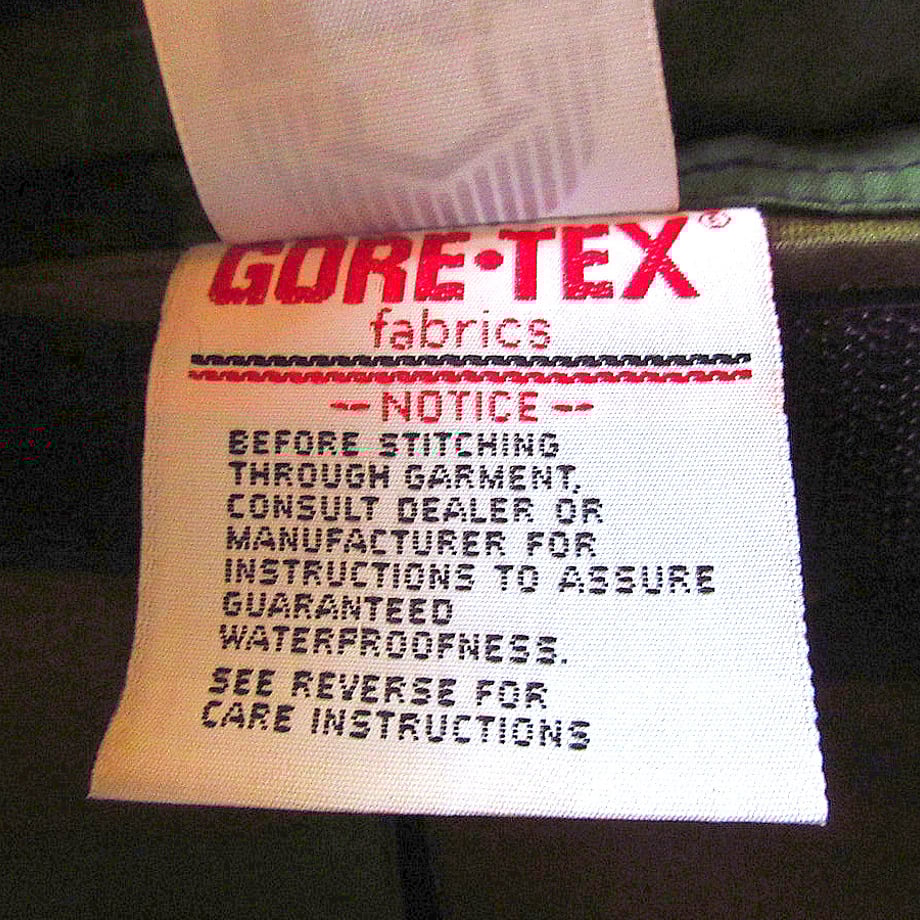 GORE·TEX®
fabrics
-- NOTICE --
BEFORE STITCHING
THROUGH GARMENT,
CONSULT DEALER OR
MANUFACTURER FOR
INSTRUCTIONS TO ASSURE
GUARANTEED
WATERPROOFNESS.
SEE REVERSE FOR
CARE INSTRUCTIONS